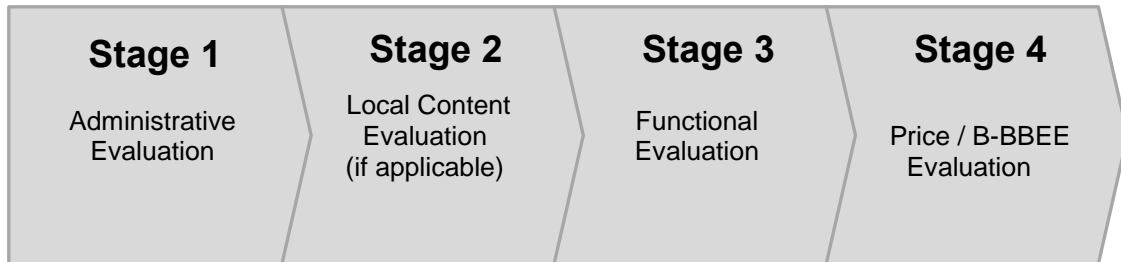 Stage 1
Administrative
Evaluation
Stage 2
Local Content
Evaluation
(if applicable)
Stage 3
Functional
Evaluation
Stage 4
Price / B-BBEE
Evaluation